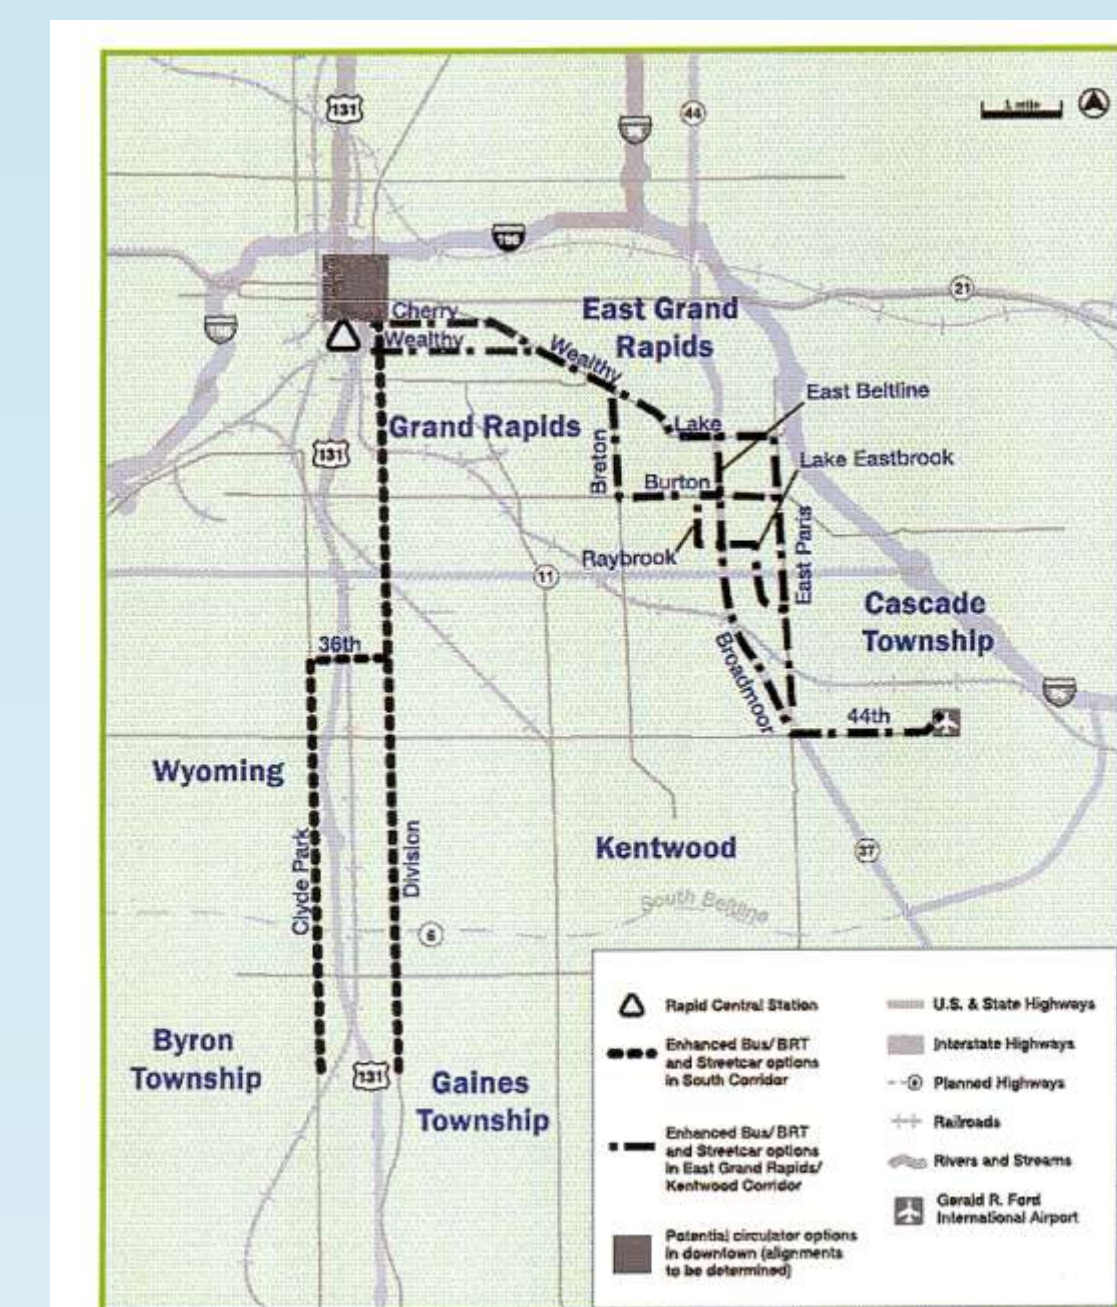 131
44
1 mile
196
21
Cherry
Wealthy
Wealthy
East Grand
Rapids
East Beltline
Grand Rapids
Lake
131
Breton
Lake Eastbrook
Burton
Raybrook
East Paris
11
Cascade
Township
36th
Broadmoor
44th
Wyoming
Clyde Park
Division
Kentwood
37
South Beltline
6
Byron
Township
131
Gaines
Township
Rapid Central Station
Enhanced Bus/BRT
and Streetcar options
in South Corridor
Enhanced Bus/BRT
and Streetcar options
in East Grand Rapids/
Kentwood Corridor
Potential circulator options
in downtown (alignments
to be determined)
U.S. & State Highways
Interstate Highways
Planned Highways
Railroads
Rivers and Streams
Gerald R. Ford
International Airport